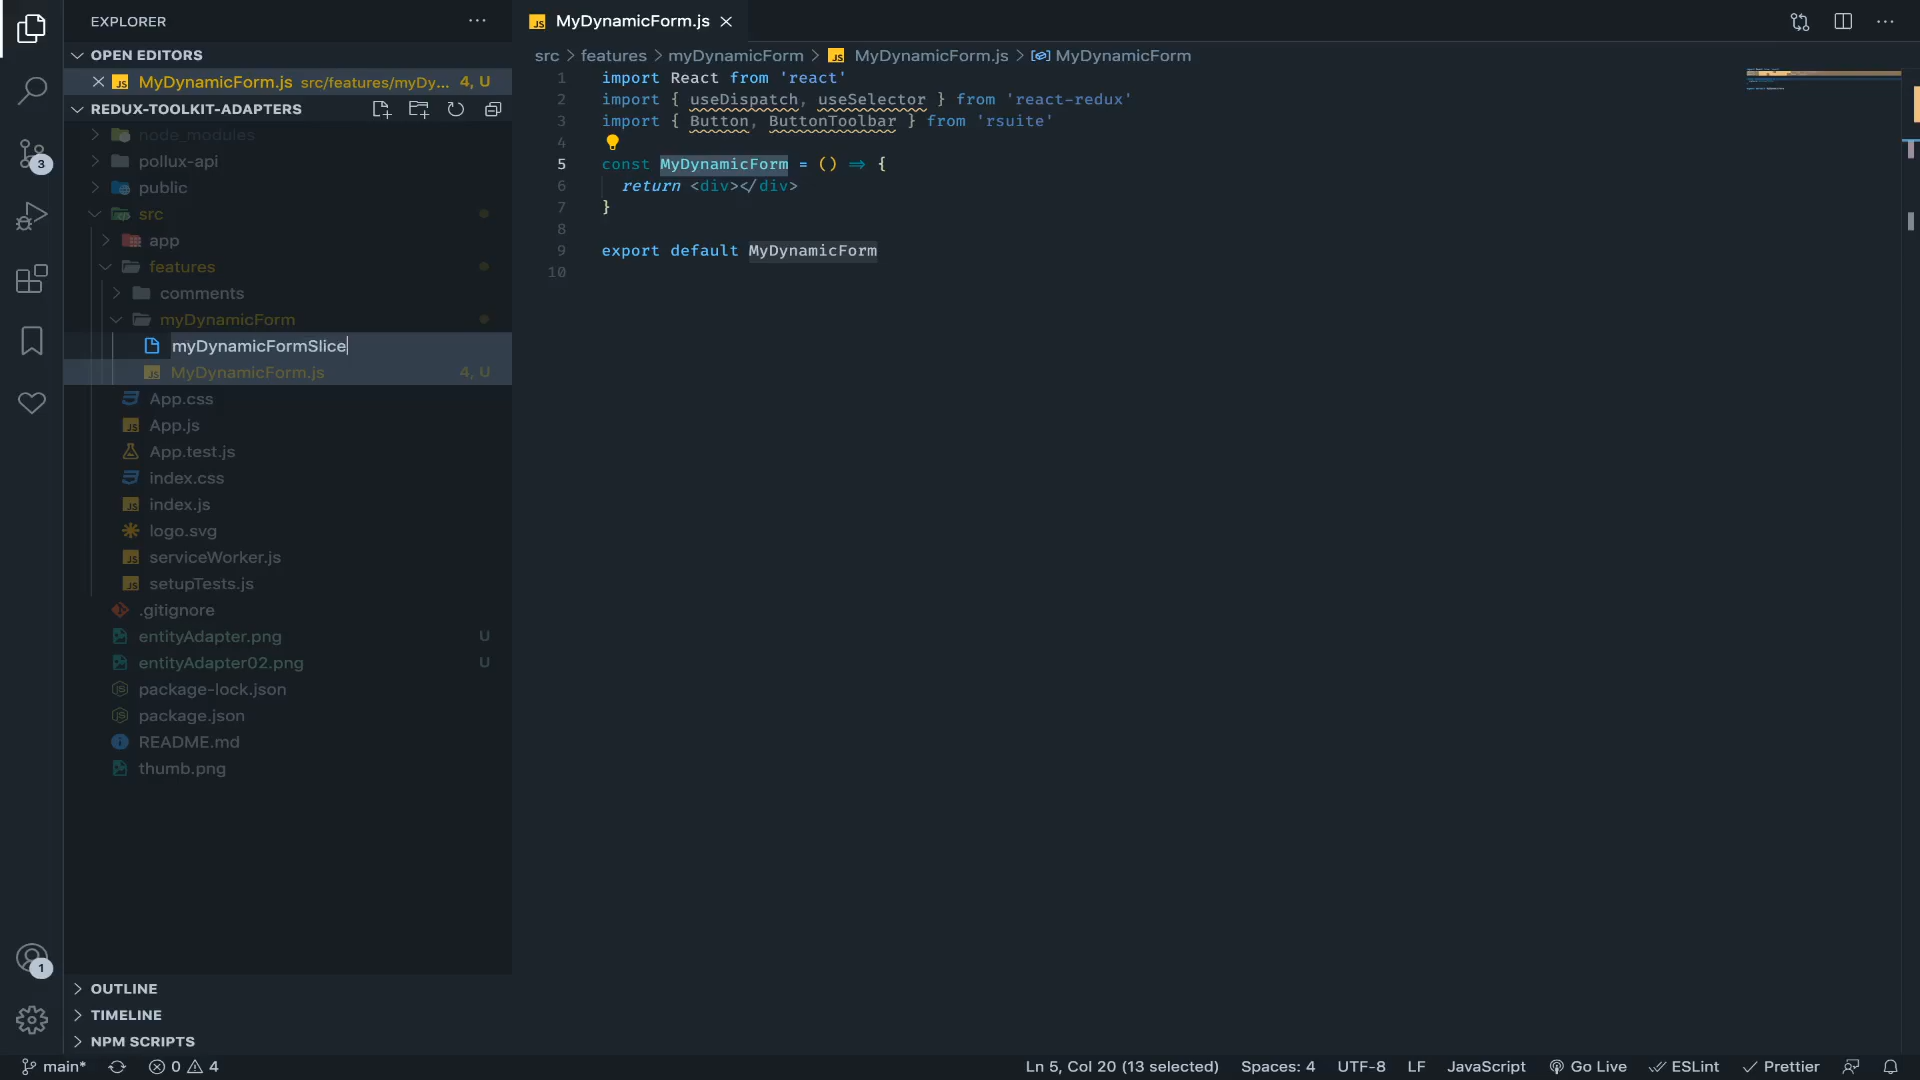 EXPLORER
OPEN EDITORS
MyDynamicForm.js src/features/myDy... 4, U
REDUX-TOOLKIT-ADAPTERS
node_modules
pollux-api
public
src
app
features
comments
myDynamicForm
myDynamicFormSlice
MyDynamicForm.js 4, U
App.css
App.js
App.test.js
index.css
index.js
logo.svg
serviceWorker.js
setupTests.js
.gitignore
entityAdapter.png U
entityAdapter02.png U
package-lock.json
package.json
README.md
thumb.png
OUTLINE
TIMELINE
NPM SCRIPTS
3
1
JS MyDynamicForm.js
src > features > myDynamicForm > JS MyDynamicForm.js > MyDynamicForm
1 import React from 'react'
2 import { useDispatch, useSelector } from 'react-redux'
3 import { Button, ButtonToolbar } from 'rsuite'
4
5 const MyDynamicForm = () => {
6 return <div></div>
7 }
8
9 export default MyDynamicForm
10
main* 0 4 Ln 5, Col 20 (13 selected) Spaces: 4 UTF-8 LF JavaScript Go Live ESLint Prettier